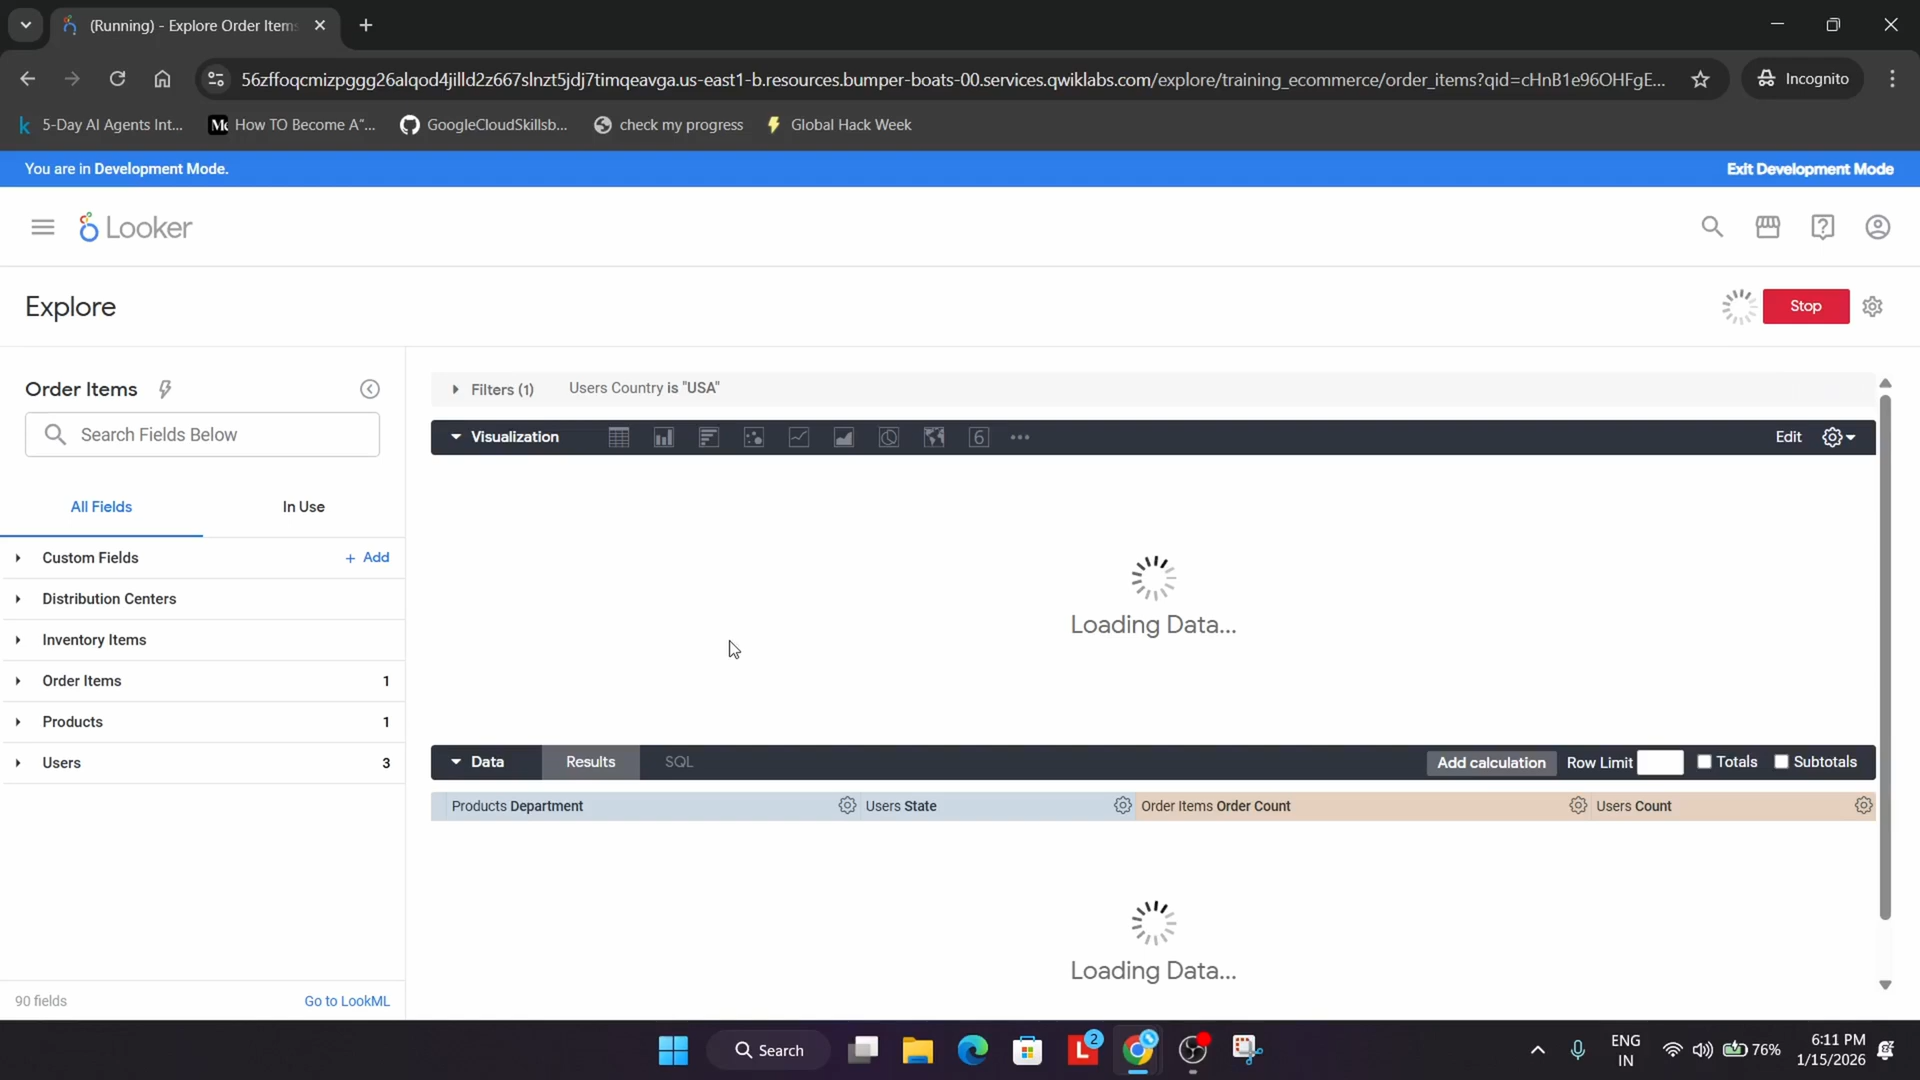 (Running) - Explore Order Items
56zffoqcmizpggg26alqod4jilld2z667slnzt5jdj7timqeavga.us-east1-b.resources.bumper-boats-00.services.qwiklabs.com/explore/training_ecommerce/order_items?qid=cHnB1e96OHFgE...
Incognito
5-Day AI Agents Int...
How TO Become A"...
GoogleCloudSkillsb...
check my progress
Global Hack Week
You are in Development Mode.
Exit Development Mode
Looker
Explore
Stop
Order Items
Search Fields Below
All Fields
In Use
Custom Fields
+ Add
Distribution Centers
Inventory Items
Order Items 1
Products 1
Users 3
90 fields
Go to LookML
Filters (1)
Users Country is "USA"
Visualization
6
Edit
Loading Data...
Data
Results
SQL
Add calculation
Row Limit
Totals
Subtotals
Products Department
Users State
Order Items Order Count
Users Count
Loading Data...
Search
L
2
ENG
IN
76%
6:11 PM
1/15/2026